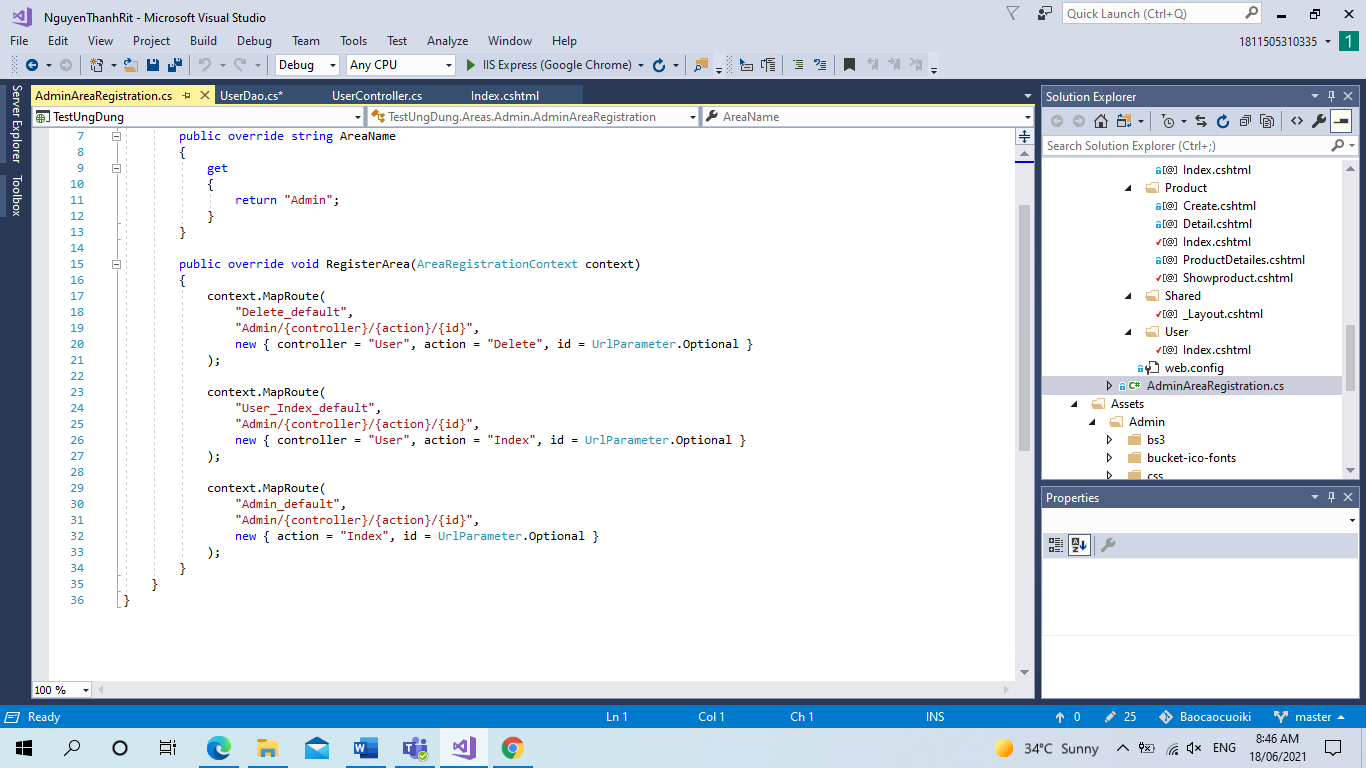 NguyenThanhRit - Microsoft Visual Studio
Quick Launch (Ctrl+Q)
File Edit View Project Build Debug Team Tools Test Analyze Window Help
1811505310335
1
Debug Any CPU IIS Express (Google Chrome)
Server Explorer
Toolbox
AdminAreaRegistration.cs UserDao.cs* UserController.cs Index.cshtml
TestUngDung TestUngDung.Areas.Admin.AdminAreaRegistration AreaName
7 public override string AreaName
8 {
9 get
10 {
11 return "Admin";
12 }
13 }
14
15 public override void RegisterArea(AreaRegistrationContext context)
16 {
17 context.MapRoute(
18 "Delete_default",
19 "Admin/{controller}/{action}/{id}",
20 new { controller = "User", action = "Delete", id = UrlParameter.Optional }
21 );
22
23 context.MapRoute(
24 "User_Index_default",
25 "Admin/{controller}/{action}/{id}",
26 new { controller = "User", action = "Index", id = UrlParameter.Optional }
27 );
28
29 context.MapRoute(
30 "Admin_default",
31 "Admin/{controller}/{action}/{id}",
32 new { action = "Index", id = UrlParameter.Optional }
33 );
34 }
35 }
36 }
100 %
Solution Explorer
Search Solution Explorer (Ctrl+;)
Index.cshtml
Product
Create.cshtml
Detail.cshtml
Index.cshtml
ProductDetailes.cshtml
Showproduct.cshtml
Shared
_Layout.cshtml
User
Index.cshtml
web.config
C# AdminAreaRegistration.cs
Assets
Admin
bs3
bucket-ico-fonts
css
Properties
Ready Ln 1 Col 1 Ch 1 INS 0 25 Baocaocuoiki master
34°C Sunny ENG
8:46 AM
18/06/2021